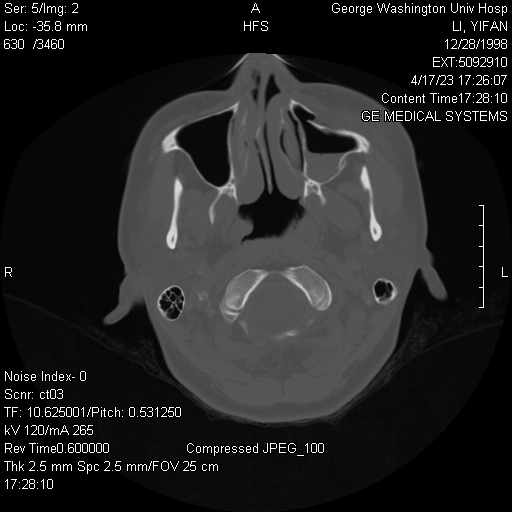 Ser: 5/Img: 2
Loc: -35.8 mm
630 /3460
A
HFS
George Washington Univ Hosp
LI, YIFAN
12/28/1998
EXT:5092910
4/17/23 17:26:07
Content Time17:28:10
GE MEDICAL SYSTEMS
R
L
Noise Index- 0
Scnr: ct03
TF: 10.625001/Pitch: 0.531250
kV 120/mA 265
Rev Time0.600000
Compressed JPEG_100
Thk 2.5 mm Spc 2.5 mm/FOV 25 cm
17:28:10